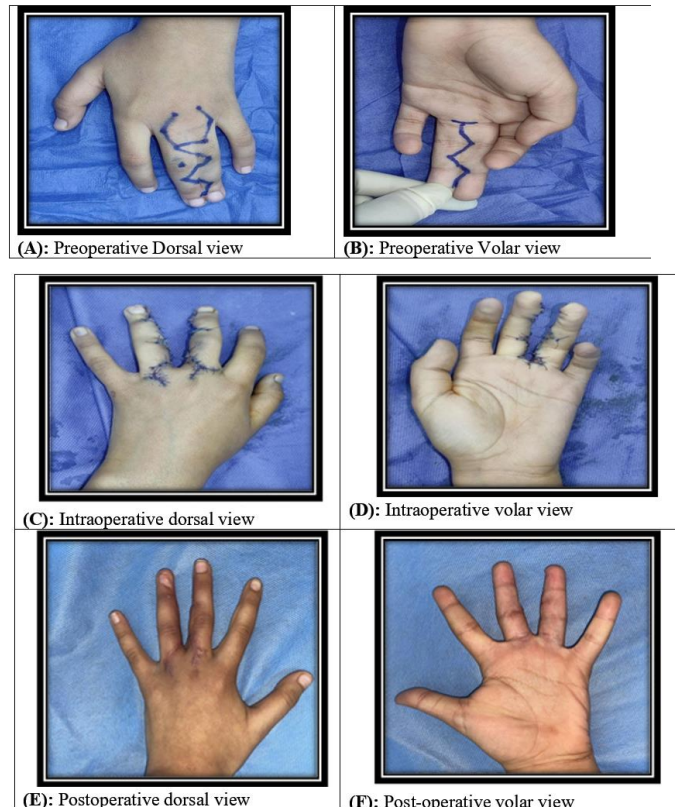 (A): Preoperative Dorsal view
(B): Preoperative Volar view
(C): Intraoperative dorsal view
(D): Intraoperative volar view
(E): Postoperative dorsal view
(F): Post-operative volar view